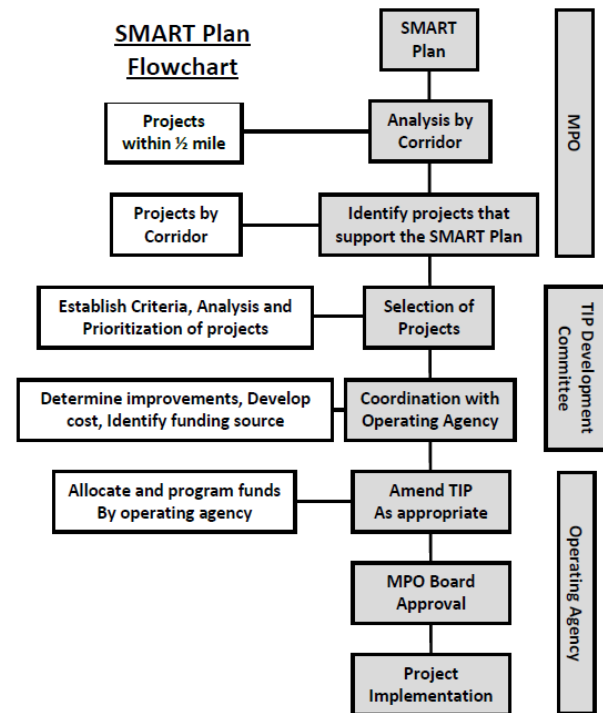 SMART Plan
Flowchart
SMART
Plan
Projects
within ½ mile
Analysis by
Corridor
MPO
Projects by
Corridor
Identify projects that
support the SMART Plan
Establish Criteria, Analysis and
Prioritization of projects
Selection of
Projects
TIP Development
Committee
Determine improvements, Develop
cost, Identify funding source
Coordination with
Operating Agency
Allocate and program funds
By operating agency
Amend TIP
As appropriate
Operating Agency
MPO Board
Approval
Project
Implementation